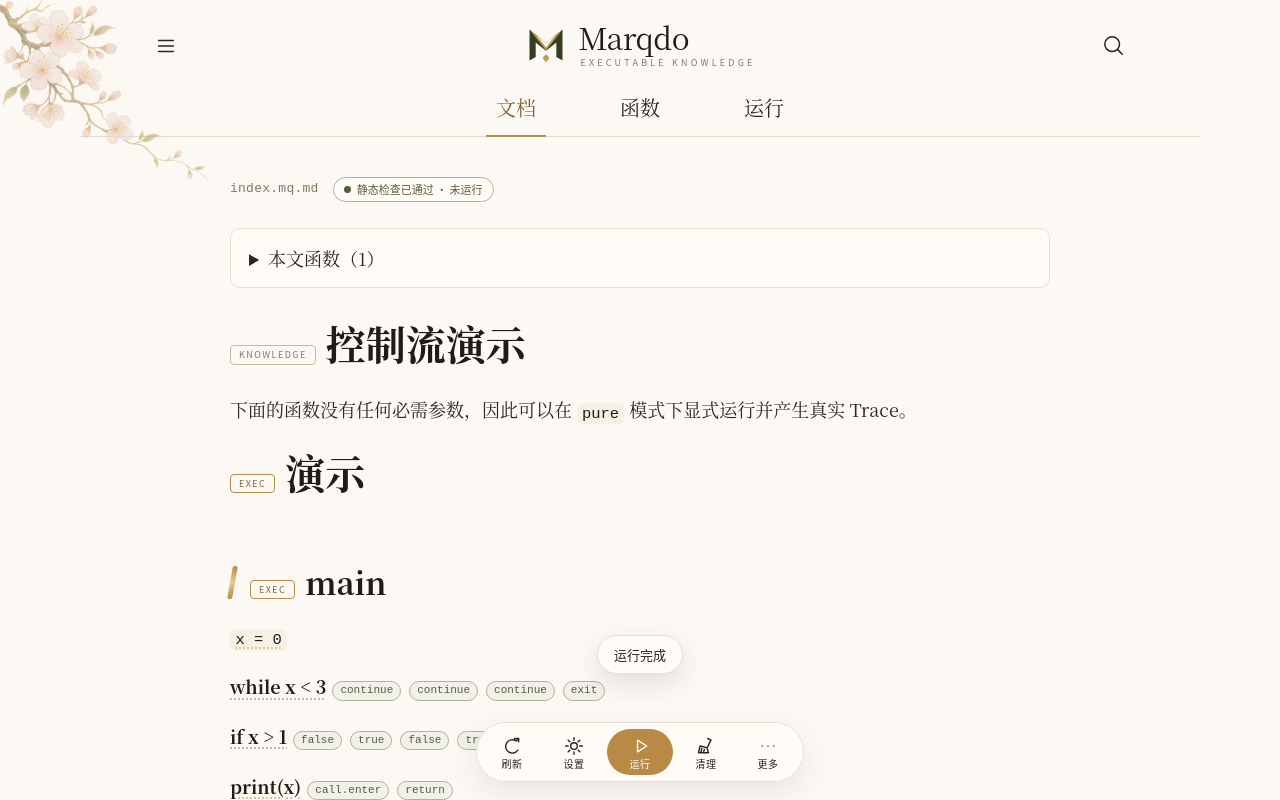 Marqdo
EXECUTABLE KNOWLEDGE
文档 函数 运行
index.mq.md 静态检查已通过 · 未运行
本文函数（1）
KNOWLEDGE 控制流演示
下面的函数没有任何必需参数，因此可以在 pure 模式下显式运行并产生真实 Trace。
EXEC 演示
EXEC main
x = 0
运行完成
while x < 3 continue continue continue exit
if x > 1 false true false
print(x) call.enter return
刷新 设置 运行 清理 更多